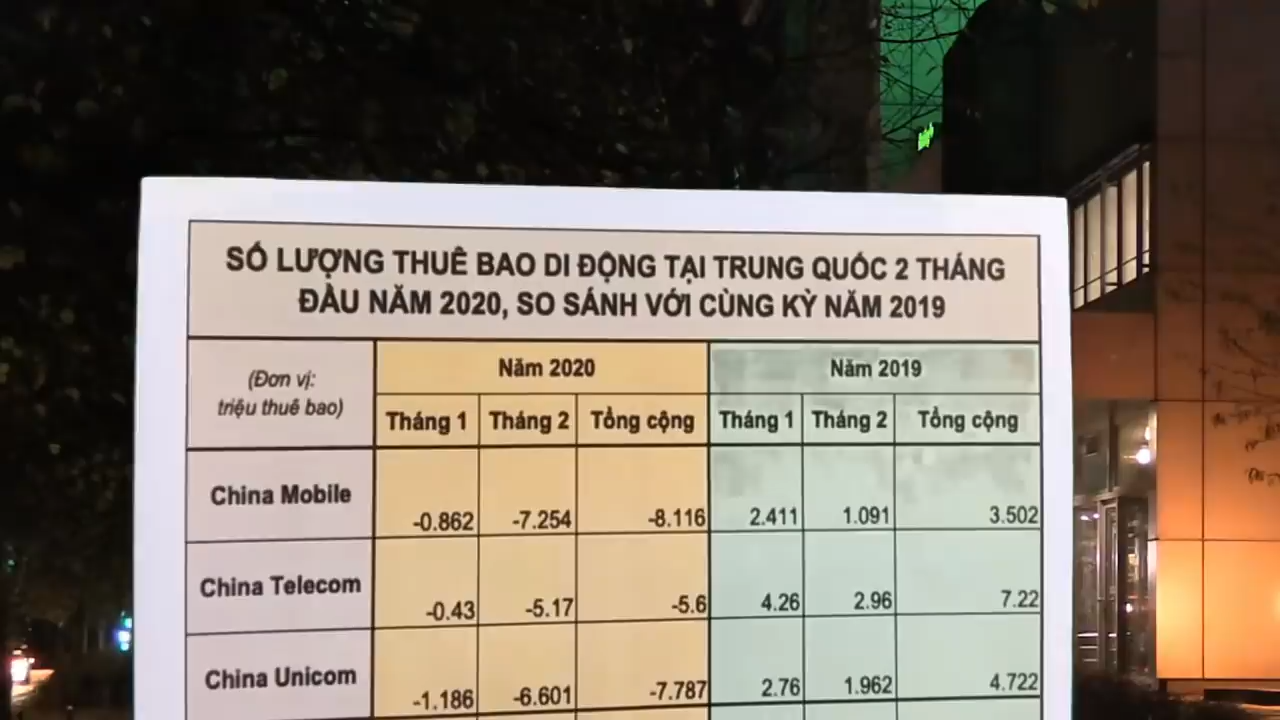 SỐ LƯỢNG THUÊ BAO DI ĐỘNG TẠI TRUNG QUỐC 2 THÁNG
ĐẦU NĂM 2020, SO SÁNH VỚI CÙNG KỲ NĂM 2019
(Đơn vị:
triệu thuê bao)
Năm 2020
Năm 2019
Tháng 1 Tháng 2 Tổng cộng Tháng 1 Tháng 2 Tổng cộng
China Mobile -0.862 -7.254 -8.116 2.411 1.091 3.502
China Telecom -0.43 -5.17 -5.6 4.26 2.96 7.22
China Unicom -1.186 -6.601 -7.787 2.76 1.962 4.722